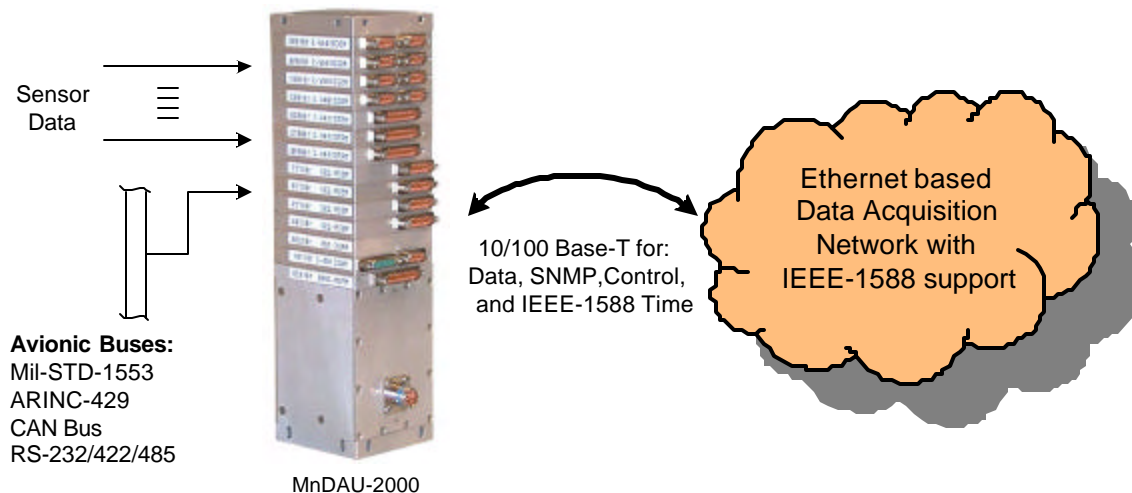 Sensor
Data
Avionic Buses:
Mil-STD-1553
ARINC-429
CAN Bus
RS-232/422/485
MnDAU-2000
10/100 Base-T for:
Data, SNMP,Control,
and IEEE-1588 Time
Ethernet based
Data Acquisition
Network with
IEEE-1588 support